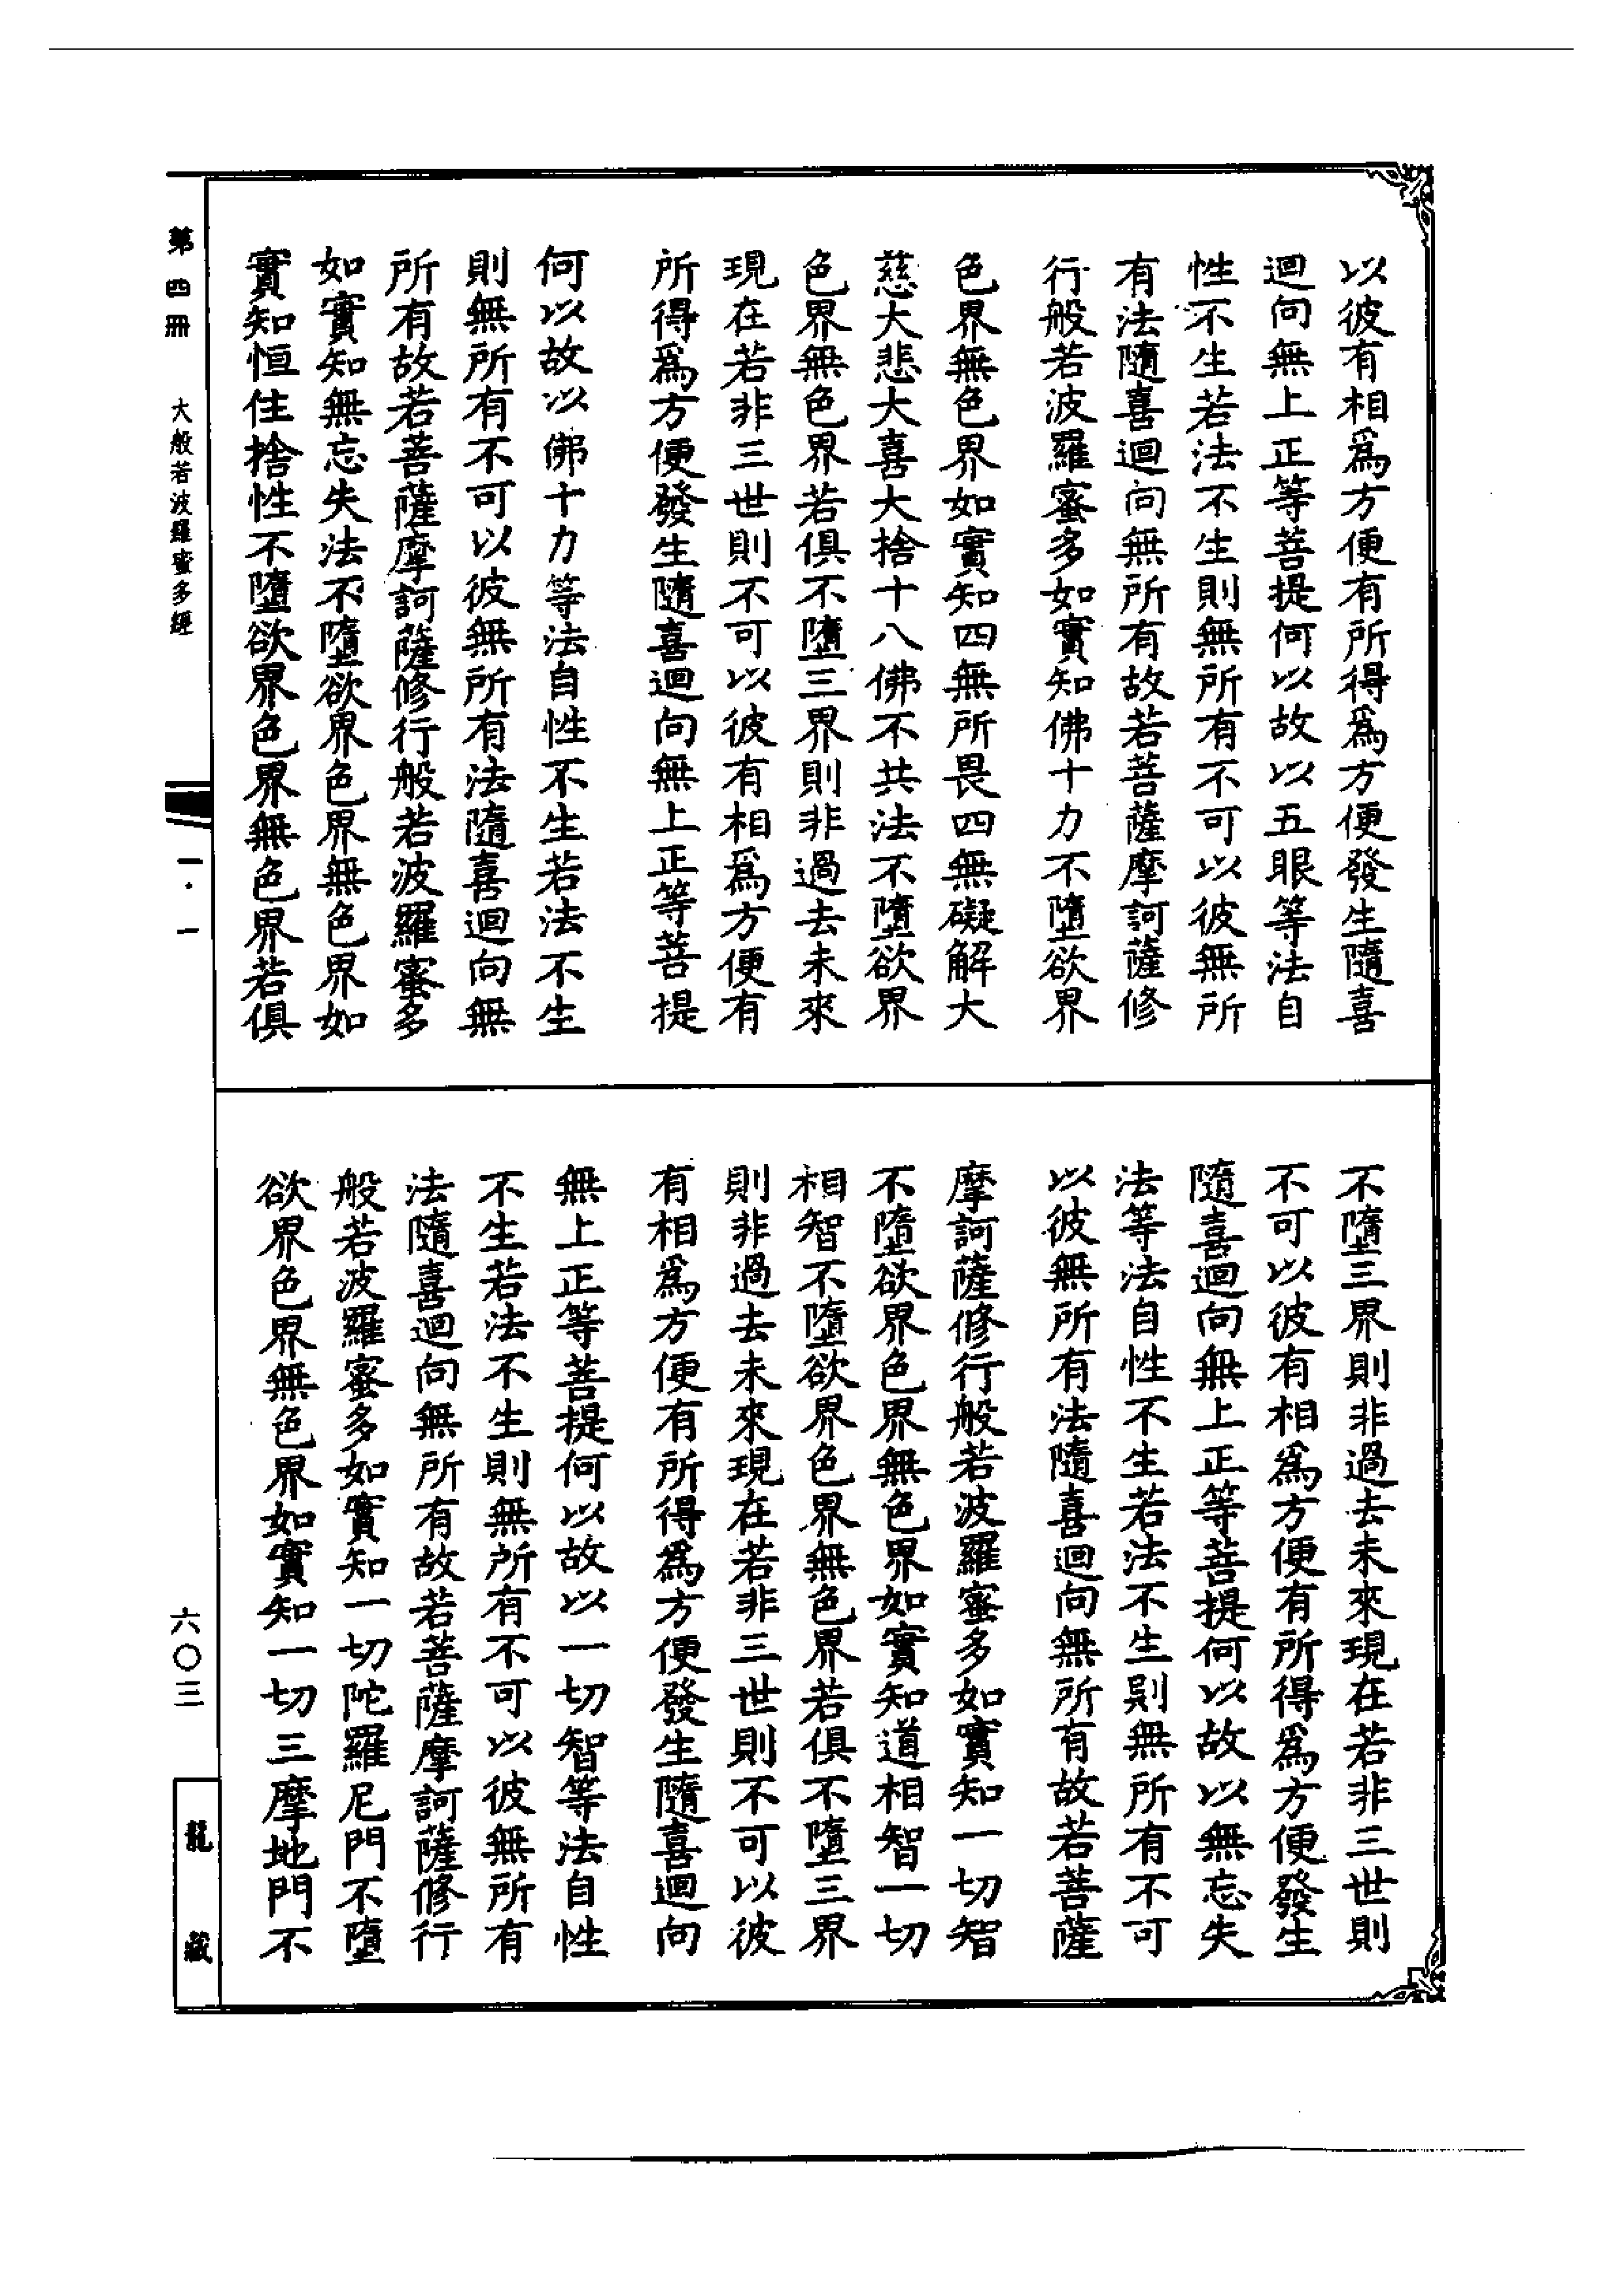 以彼有相爲方便有所得爲方便發生隨喜
迴向無上正等菩提何以故以五眼等法自
性不生若法不生則無所有不可以彼無所
有法隨喜迴向無所有故若菩薩摩訶薩修
行般若波羅蜜多如實知佛十力不墮欲界
色界無色界如實知四無所畏四無礙解大
慈大悲大喜大捨十八佛不共法不墮欲界
色界無色界若俱不墮三界則非過去未來
現在若非三世則不可以彼有相爲方便有
所得爲方便發生隨喜迴向無上正等菩提
何以故以佛十力等法自性不生若法不生
則無所有不可以彼無所有法隨喜迴向無
所有故若菩薩摩訶薩修行般若波羅蜜多
如實知無忘失法不墮欲界色界無色界如
實知恒住捨性不墮欲界色界無色界若俱
不墮三界則非過去未來現在若非三世則
不可以彼有相爲方便有所得爲方便發生
隨喜迴向無上正等菩提何以故以無忘失
法等法自性不生若法不生則無所有不可
以彼無所有法隨喜迴向無所有故若菩薩
摩訶薩修行般若波羅蜜多如實知一切智
不墮欲界色界無色界如實知道相智一切
相智不墮欲界色界無色界若俱不墮三界
則非過去未來現在若非三世則不可以彼
有相爲方便有所得爲方便發生隨喜迴向
無上正等菩提何以故以一切智等法自性
不生若法不生則無所有不可以彼無所有
法隨喜迴向無所有故若菩薩摩訶薩修行
般若波羅蜜多如實知一切陀羅尼門不墮
欲界色界無色界如實知一切三摩地門不
第四冊 大般若波羅蜜多經 一·一
六〇三
龍藏